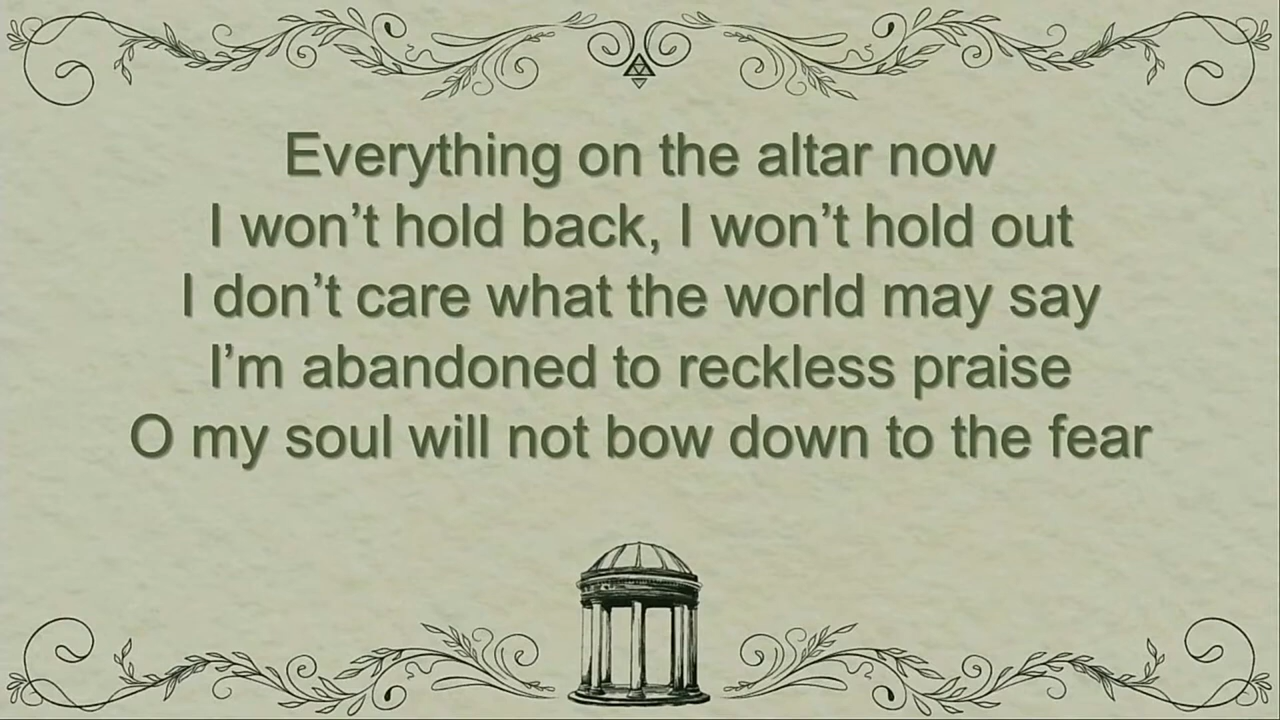 Everything on the altar now
I won’t hold back, I won’t hold out
I don’t care what the world may say
I’m abandoned to reckless praise
O my soul will not bow down to the fear